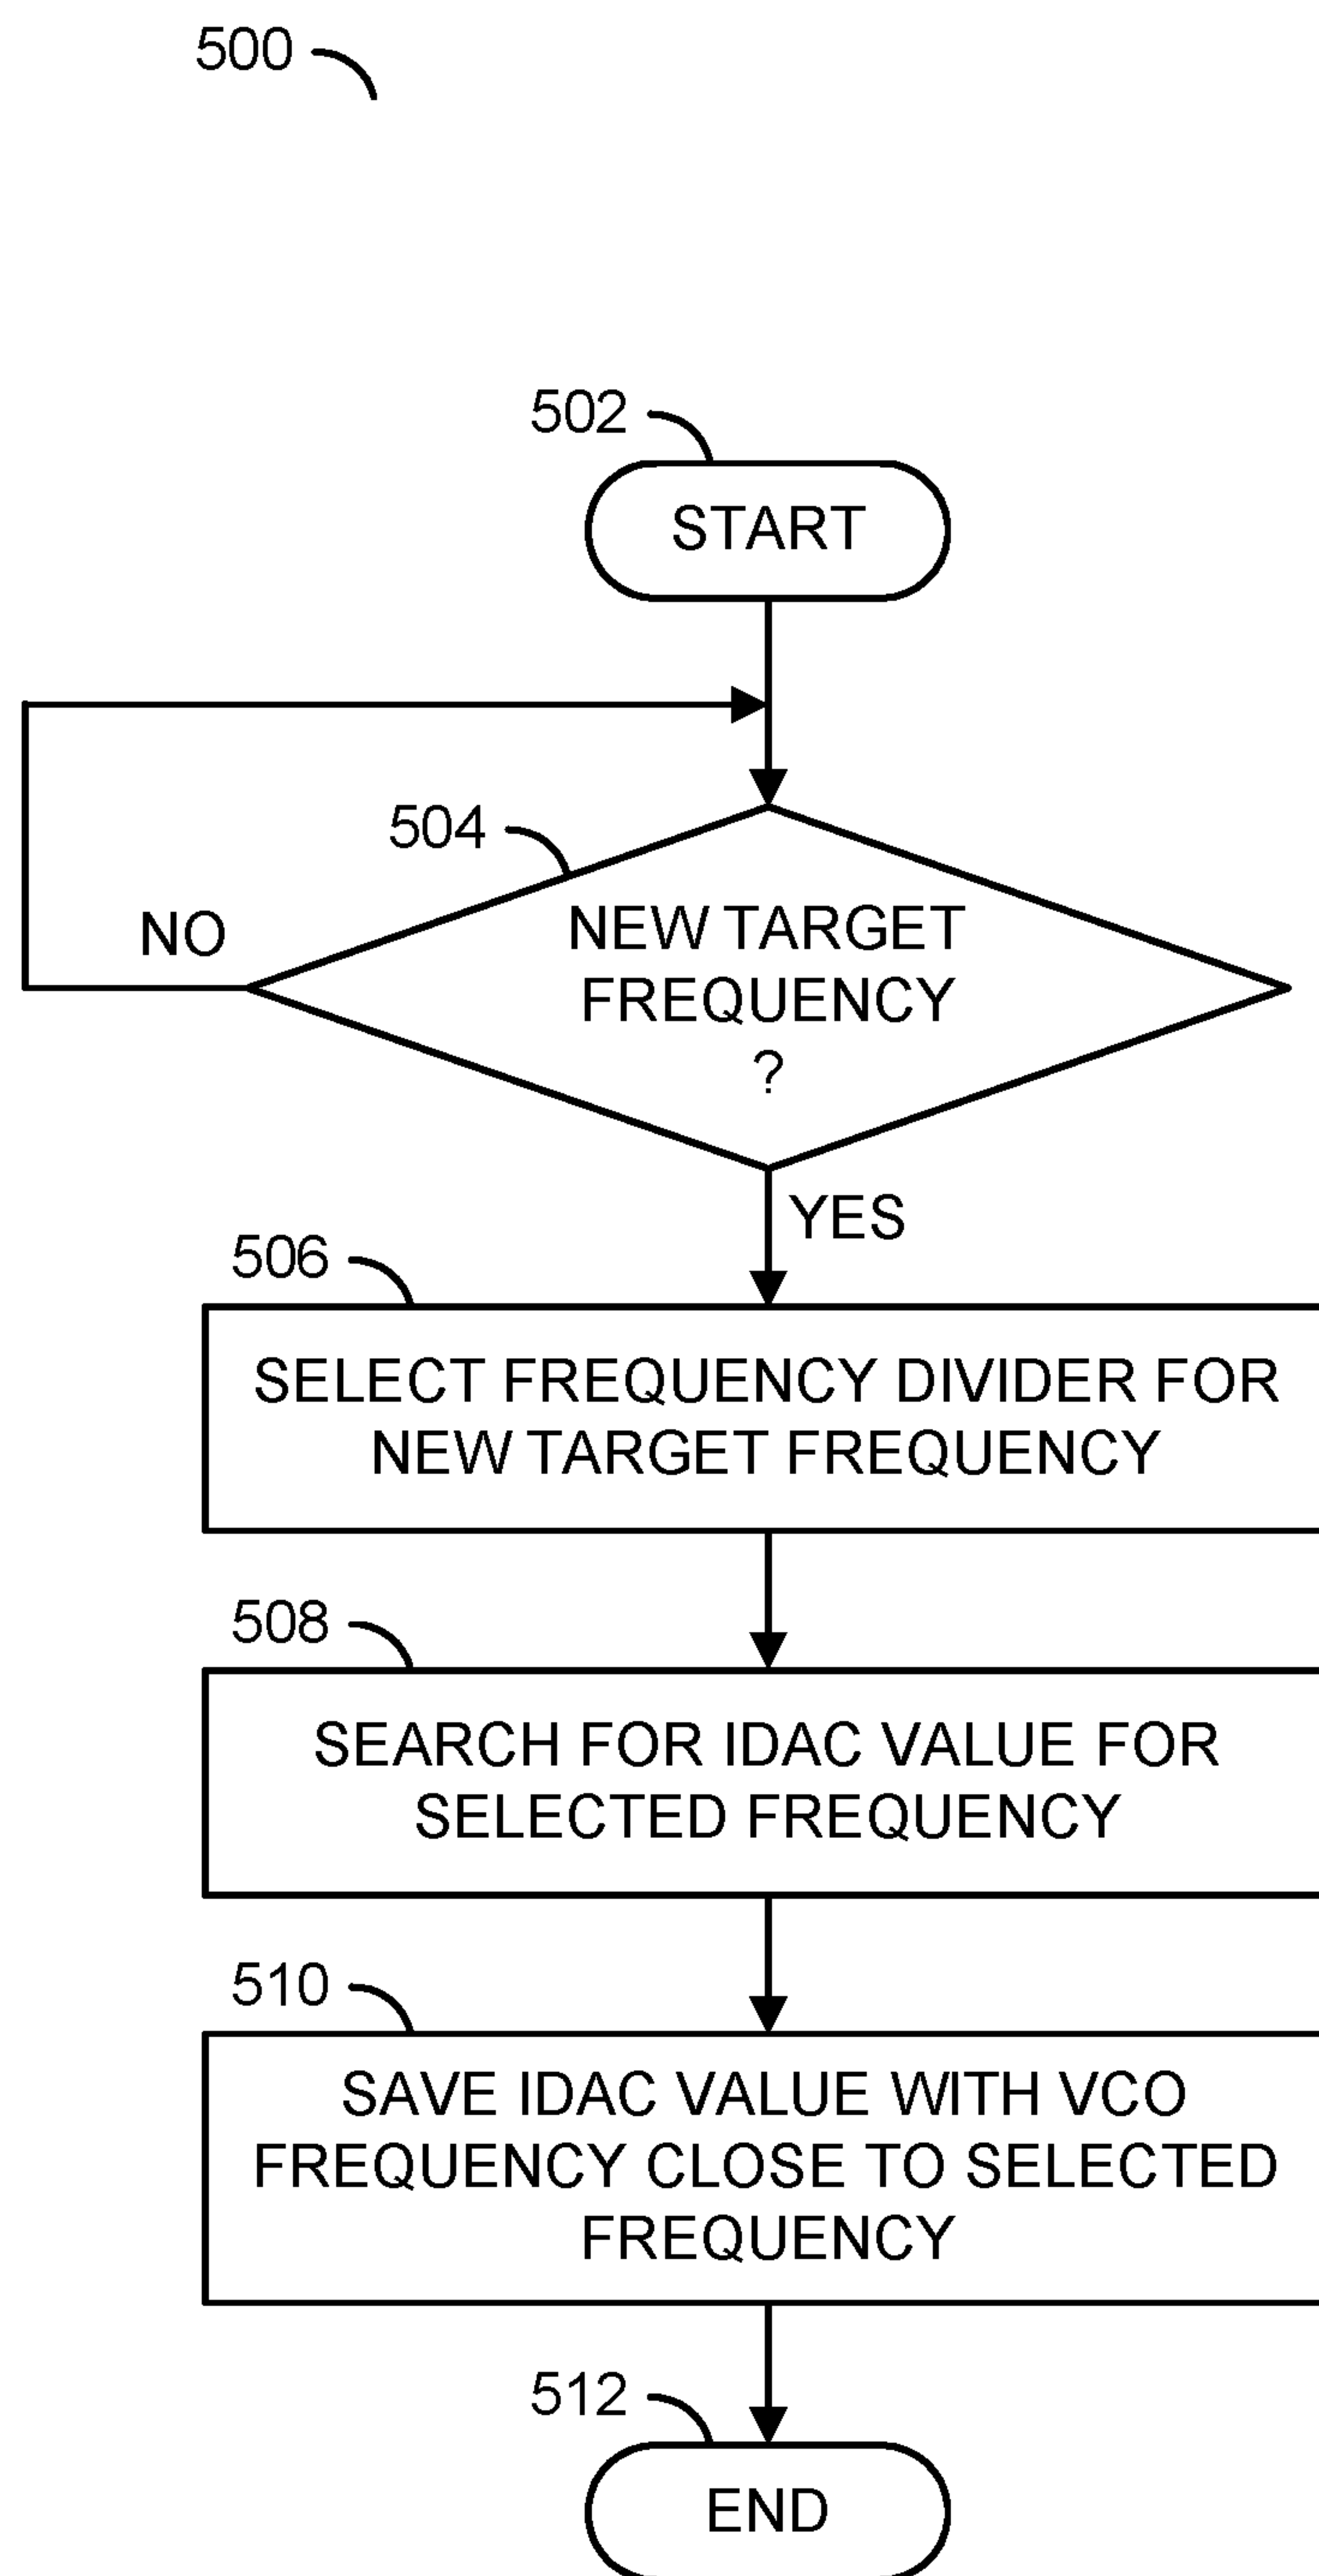 500
502
START
504
NEW TARGET
FREQUENCY
?
NO
YES
506
SELECT FREQUENCY DIVIDER FOR
NEW TARGET FREQUENCY
508
SEARCH FOR IDAC VALUE FOR
SELECTED FREQUENCY
510
SAVE IDAC VALUE WITH VCO
FREQUENCY CLOSE TO SELECTED
FREQUENCY
512
END